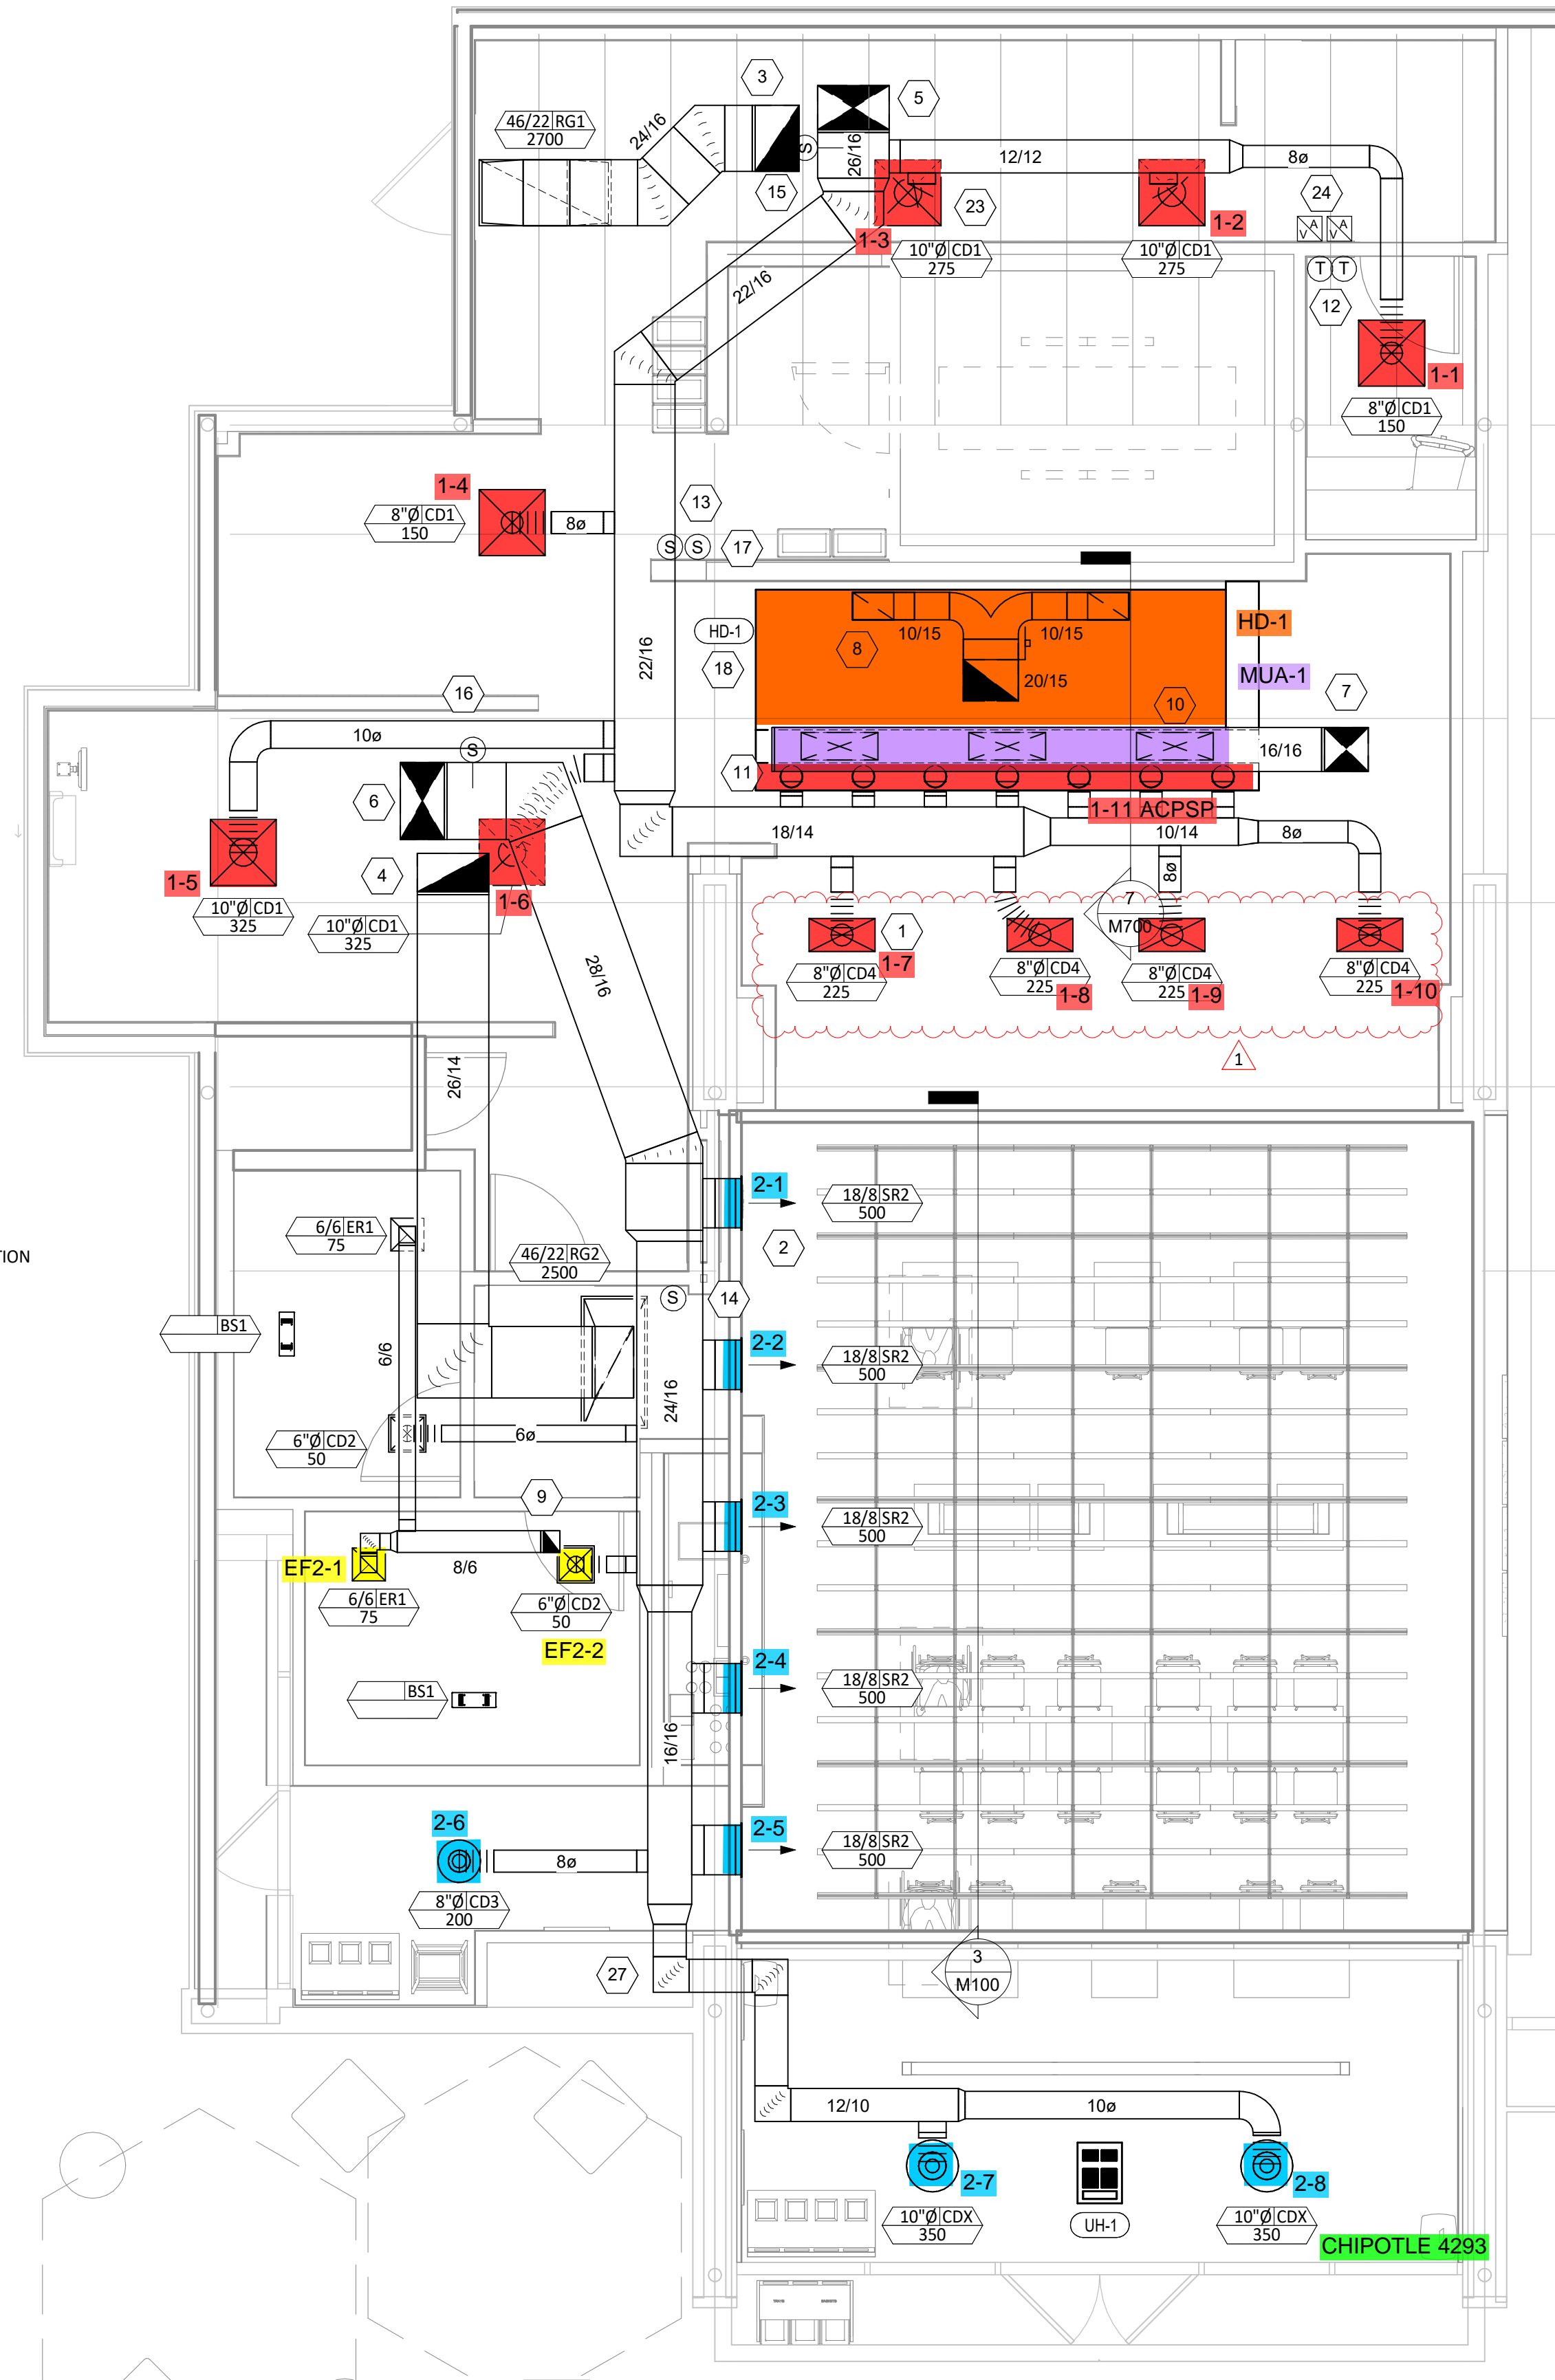 3
5
46/22 RG1
2700
24/16
S
26/16
12/12
8ø
15
23
24
1-3
1-2
V A
V A
10"Ø CD1
275
10"Ø CD1
275
T T
12
22/16
1-1
8"Ø CD1
150
1-4
8"Ø CD1
150
8ø
13
S S
17
HD-1
HD-1
10/15
10/15
8
18
22/16
20/15
MUA-1
16
10
7
10ø
S
16/16
11
6
1-11 ACPSP
18/14
10/14
8ø
4
1-5
1-6
8ø
10"Ø CD1
325
10"Ø CD1
325
7
M700
1
1-7
8"Ø CD4
225
8"Ø CD4
225
1-8
8"Ø CD4
225
1-9
8"Ø CD4
225
1-10
28/16
1
26/14
2-1
18/8 SR2
500
6/6 ER1
75
2
TION
46/22 RG2
2500
S
14
BS1
2-2
18/8 SR2
500
6/6
24/16
6"Ø CD2
50
6ø
9
2-3
18/8 SR2
500
EF2-1
8/6
6/6 ER1
75
6"Ø CD2
50
EF2-2
2-4
18/8 SR2
500
BS1
16/16
2-6
2-5
18/8 SR2
500
8ø
8"Ø CD3
200
27
3
M100
12/10
10ø
2-7
2-8
10"Ø CDX
350
UH-1
10"Ø CDX
350
CHIPOTLE 4293